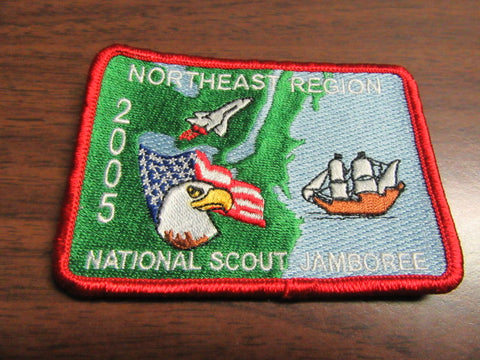 NORTHEAST REGION
2005
NATIONAL SCOUT JAMBOREE